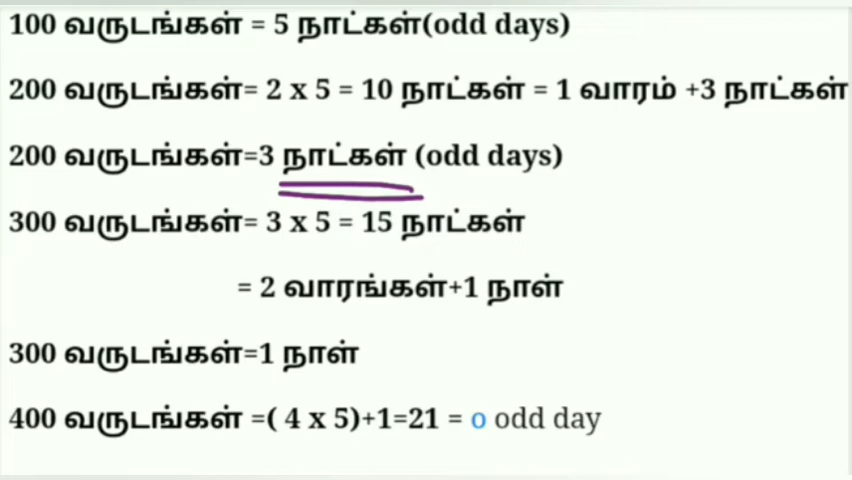 100 வருடங்கள் = 5 நாட்கள்(odd days)
200 வருடங்கள்= 2 x 5 = 10 நாட்கள் = 1 வாரம் +3 நாட்கள்
200 வருடங்கள்=3 நாட்கள் (odd days)
300 வருடங்கள்= 3 x 5 = 15 நாட்கள்
= 2 வாரங்கள்+1 நாள்
300 வருடங்கள்=1 நாள்
400 வருடங்கள் =( 4 x 5)+1=21 = o odd day